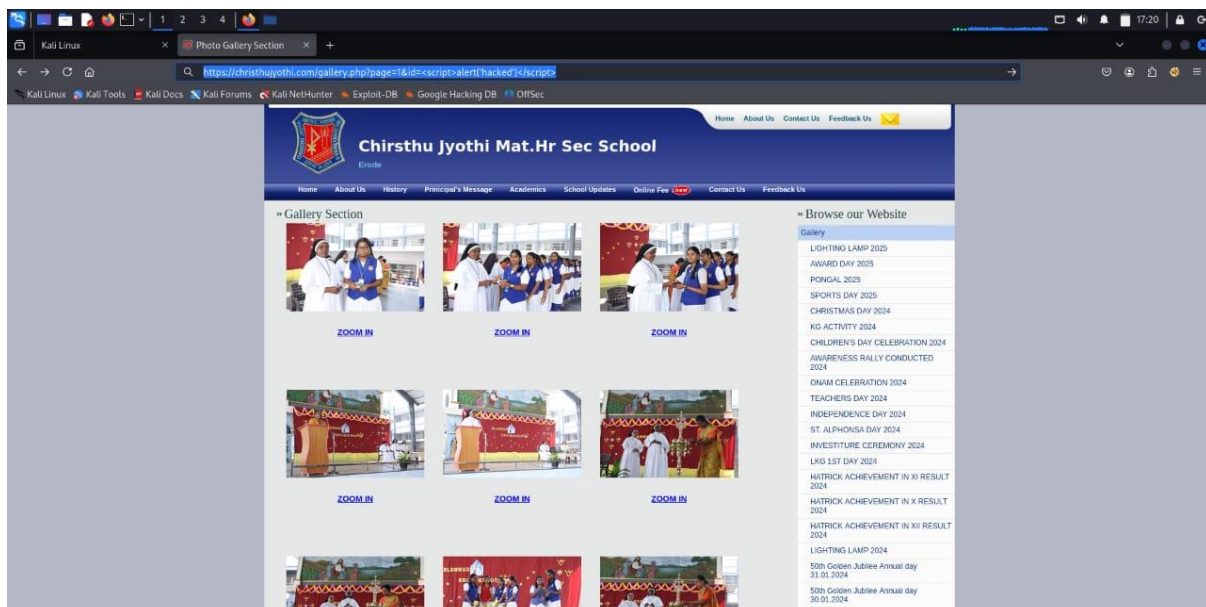 1 2 3 4
17:20
Kali Linux
Photo Gallery Section
https://christhujyothi.com/gallery.php?page=1&id=<script>alert('hacked')</script>
Kali Linux Kali Tools Kali Docs Kali Forums Kali NetHunter Exploit-DB Google Hacking DB OffSec
Home About Us Contact Us Feedback Us
Chirsthu Jyothi Mat.Hr Sec School
Erode
Home About Us History Prinicipal's Message Academics School Updates Online Fee new Contact Us Feedback Us
» Gallery Section
ZOOM IN ZOOM IN ZOOM IN
ZOOM IN ZOOM IN ZOOM IN
» Browse our Website
Gallery
LIGHTING LAMP 2025
AWARD DAY 2025
PONGAL 2025
SPORTS DAY 2025
CHRISTMAS DAY 2024
KG ACTIVITY 2024
CHILDREN'S DAY CELEBRATION 2024
AWARENESS RALLY CONDUCTED
2024
ONAM CELEBRATION 2024
TEACHERS DAY 2024
INDEPENDENCE DAY 2024
ST. ALPHONSA DAY 2024
INVESTITURE CEREMONY 2024
LKG 1ST DAY 2024
HATRICK ACHIEVEMENT IN XI RESULT
2024
HATRICK ACHIEVEMENT IN X RESULT
2024
HATRICK ACHIEVEMENT IN XII RESULT
2024
LIGHTING LAMP 2024
50th Golden Jubilee Annual day
31.01.2024
50th Golden Jubilee Annual day
30.01.2024